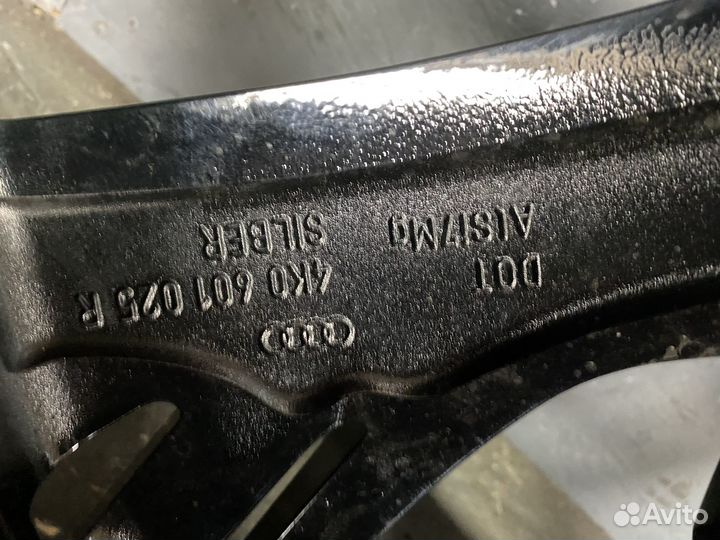 4K0 601 025 R
SILBER
DOT
AlSi7Mg
Avito